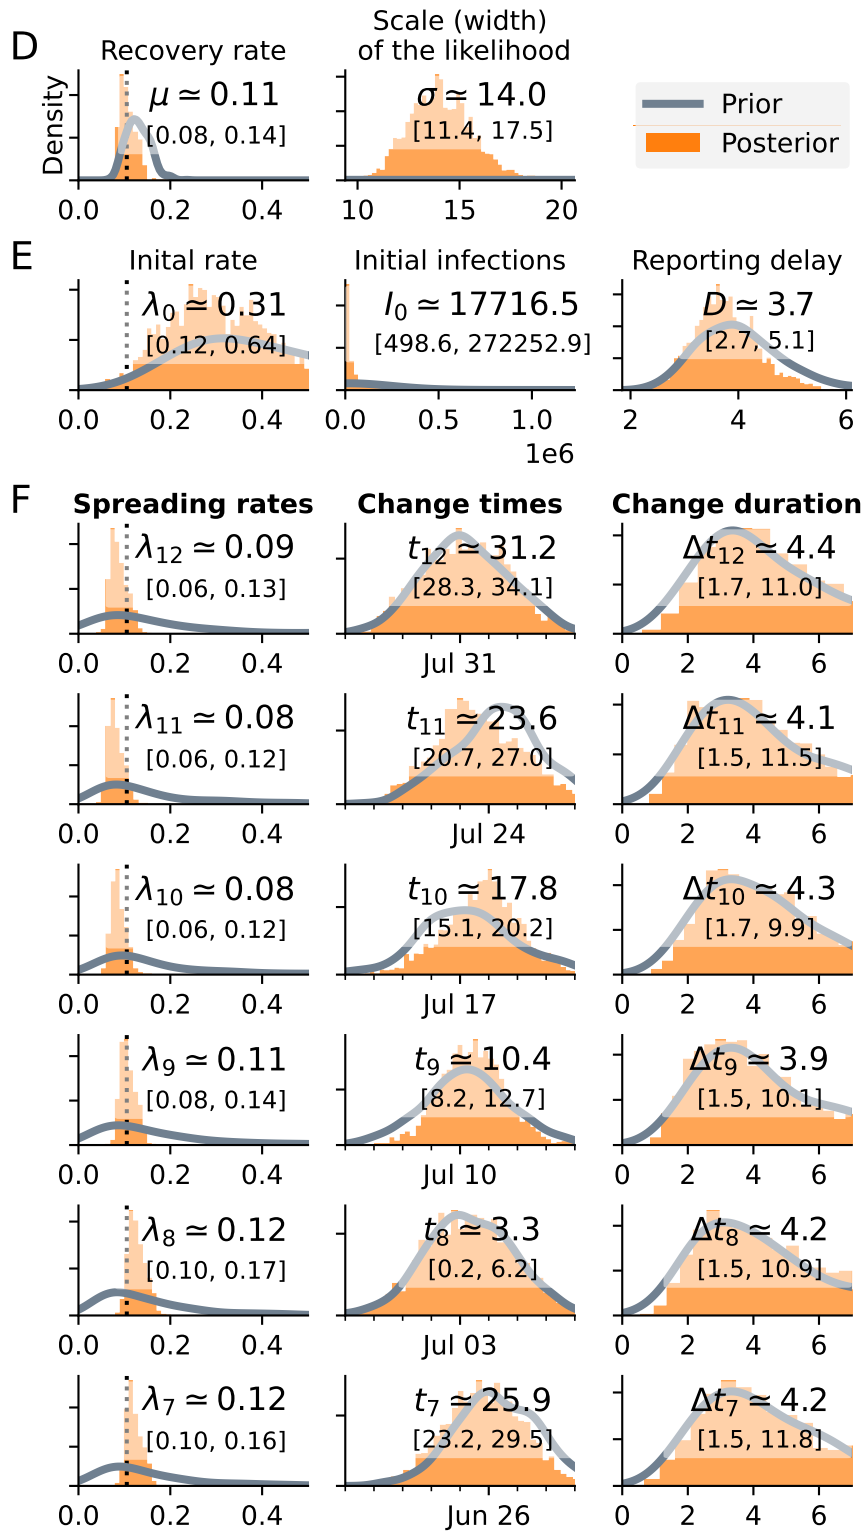 D
Recovery rate
Density
μ ≃ 0.11
[0.08, 0.14]
0.0 0.2 0.4
Scale (width)
of the likelihood
σ ≃ 14.0
[11.4, 17.5]
10 15 20
Prior
Posterior
E
Inital rate
λ0 ≃ 0.31
[0.12, 0.64]
0.0 0.2 0.4
Initial infections
I0 ≃ 17716.5
[498.6, 272252.9]
0.0 0.5 1.0
1e6
Reporting delay
D ≃ 3.7
[2.7, 5.1]
2 4 6
F
Spreading rates Change times Change duration
λ12 ≃ 0.09
[0.06, 0.13]
0.0 0.2 0.4
t12 ≃ 31.2
[28.3, 34.1]
Jul 31
Δt12 ≃ 4.4
[1.7, 11.0]
0 2 4 6
λ11 ≃ 0.08
[0.06, 0.12]
0.0 0.2 0.4
t11 ≃ 23.6
[20.7, 27.0]
Jul 24
Δt11 ≃ 4.1
[1.5, 11.5]
0 2 4 6
λ10 ≃ 0.08
[0.06, 0.12]
0.0 0.2 0.4
t10 ≃ 17.8
[15.1, 20.2]
Jul 17
Δt10 ≃ 4.3
[1.7, 9.9]
0 2 4 6
λ9 ≃ 0.11
[0.08, 0.14]
0.0 0.2 0.4
t9 ≃ 10.4
[8.2, 12.7]
Jul 10
Δt9 ≃ 3.9
[1.5, 10.1]
0 2 4 6
λ8 ≃ 0.12
[0.10, 0.17]
0.0 0.2 0.4
t8 ≃ 3.3
[0.2, 6.2]
Jul 03
Δt8 ≃ 4.2
[1.5, 10.9]
0 2 4 6
λ7 ≃ 0.12
[0.10, 0.16]
0.0 0.2 0.4
t7 ≃ 25.9
[23.2, 29.5]
Jun 26
Δt7 ≃ 4.2
[1.5, 11.8]
0 2 4 6